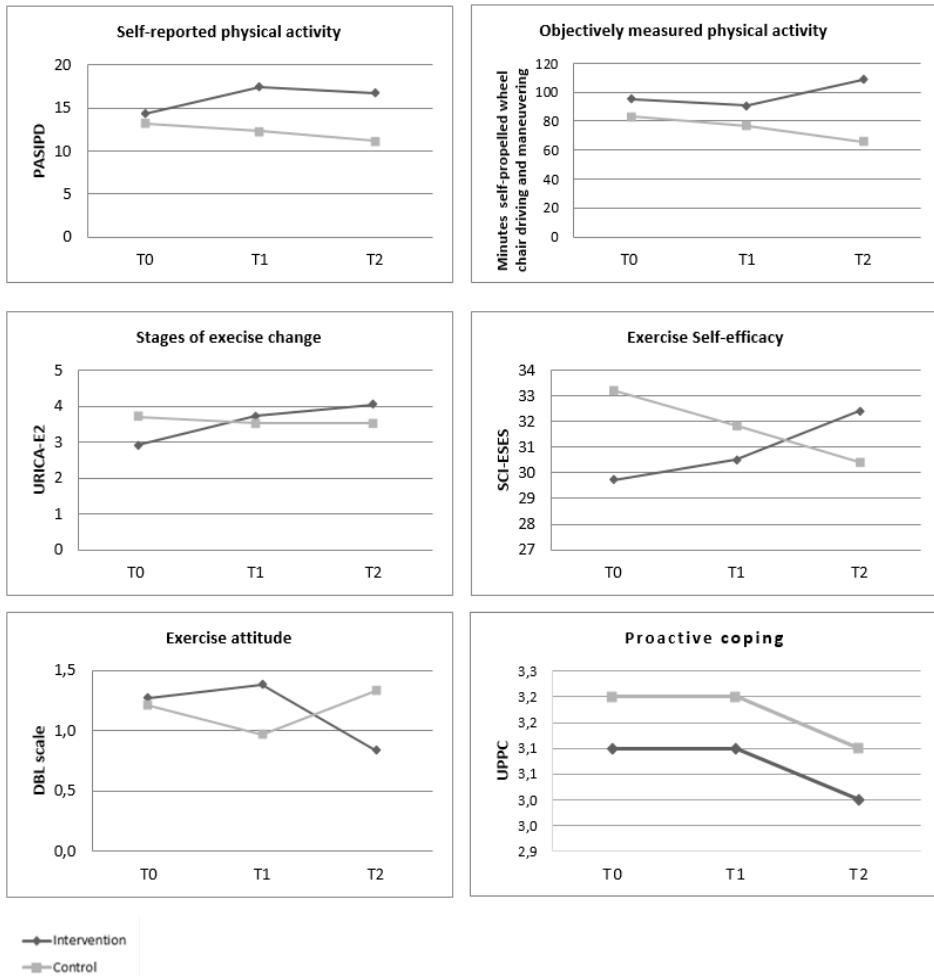 Self-reported physical activity
PASIPD
20
15
10
5
0
T0 T1 T2
Objectively measured physical activity
Minutes self-propelled wheel
chair driving and maneuvering
120
100
80
60
40
20
0
T0 T1 T2
Stages of execise change
URICA-E2
5
4
3
2
1
0
T0 T1 T2
Exercise Self-efficacy
SCI-ESES
34
33
32
31
30
29
28
27
T0 T1 T2
Exercise attitude
DBL scale
1,5
1,0
0,5
0,0
T0 T1 T2
Proactive coping
UPPC
3,3
3,2
3,2
3,1
3,1
3,0
3,0
2,9
T0 T1 T2
Intervention
Control